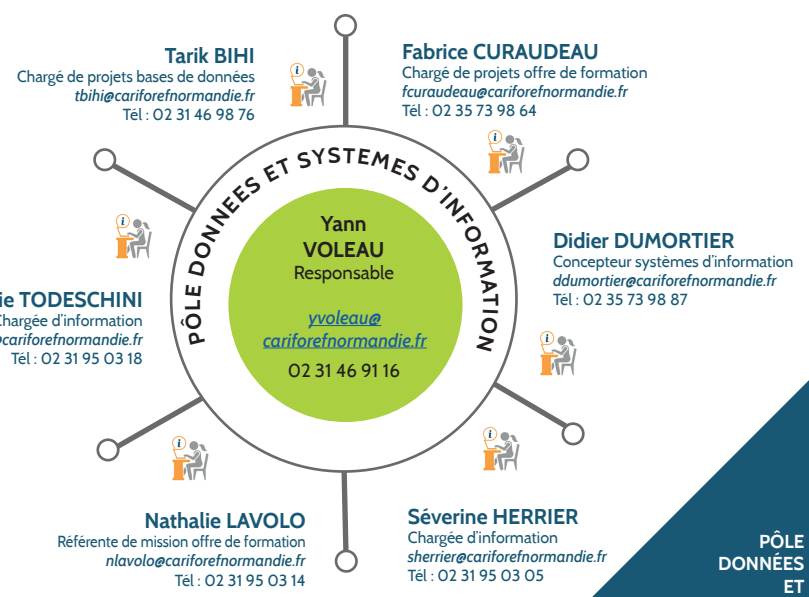 Tarik BIHI
Chargé de projets bases de données
tbihi@cariforefnormandie.fr
Tél : 02 31 46 98 76
Fabrice CURAUDEAU
Chargé de projets offre de formation
fcuraudeau@cariforefnormandie.fr
Tél : 02 35 73 98 64
PÔLE DONNEES ET SYSTEMES D'INFORMATION
Yann
VOLEAU
Responsable
yvoleau@
cariforefnormandie.fr
02 31 46 91 16
Didier DUMORTIER
Concepteur systèmes d'information
ddumortier@cariforefnormandie.fr
Tél : 02 35 73 98 87
ie TODESCHINI
Chargée d'information
@cariforefnormandie.fr
Tél : 02 31 95 03 18
Nathalie LAVOLO
Référente de mission offre de formation
nlavolo@cariforefnormandie.fr
Tél : 02 31 95 03 14
Séverine HERRIER
Chargée d'information
sherrier@cariforefnormandie.fr
Tél : 02 31 95 03 05
PÔLE
DONNÉES
ET